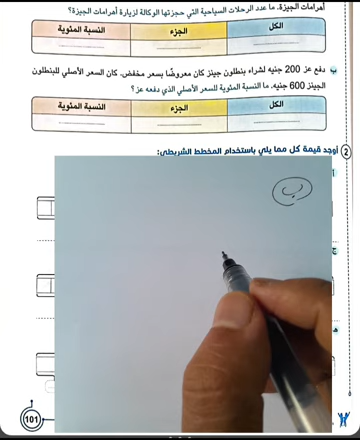 أهرامات الجيزة. ما عدد الرحلات السياحية التي حجزتها الوكالة لزيارة أهرامات الجيزة؟
الكل الجزء النسبة المئوية
ب دفع عز 200 جنيه لشراء بنطلون جينز كان معروضًا بسعر مخفض. كان السعر الأصلي للبنطلون
الجينز 600 جنيه. ما النسبة المئوية للسعر الأصلي الذي دفعه عز؟
الكل الجزء النسبة المئوية
2 أوجد قيمة كل مما يلي باستخدام المخطط الشريطي:
أ
ب
ج
هـ
101